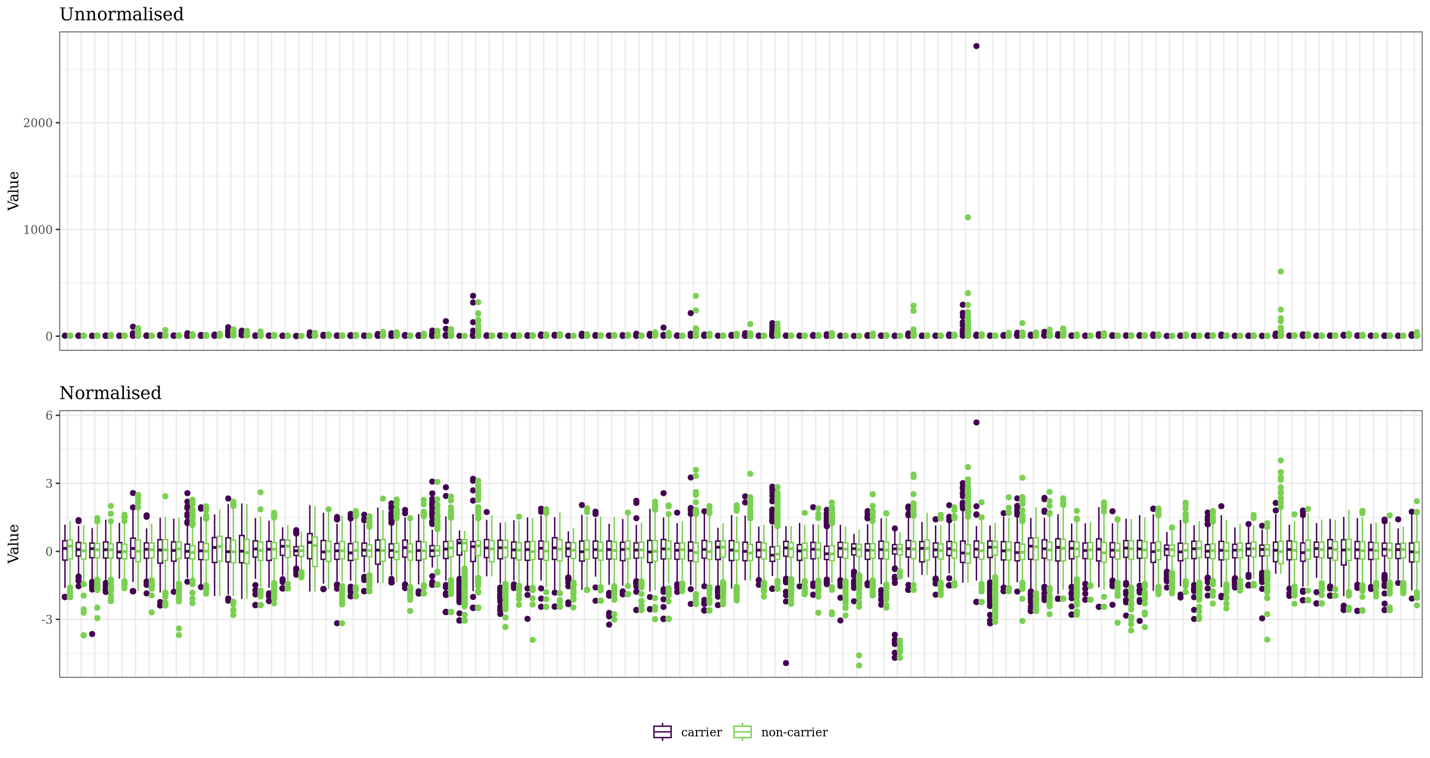 Unnormalised
Value
2000
1000
0
Normalised
Value
6
3
0
-3
carrier non-carrier